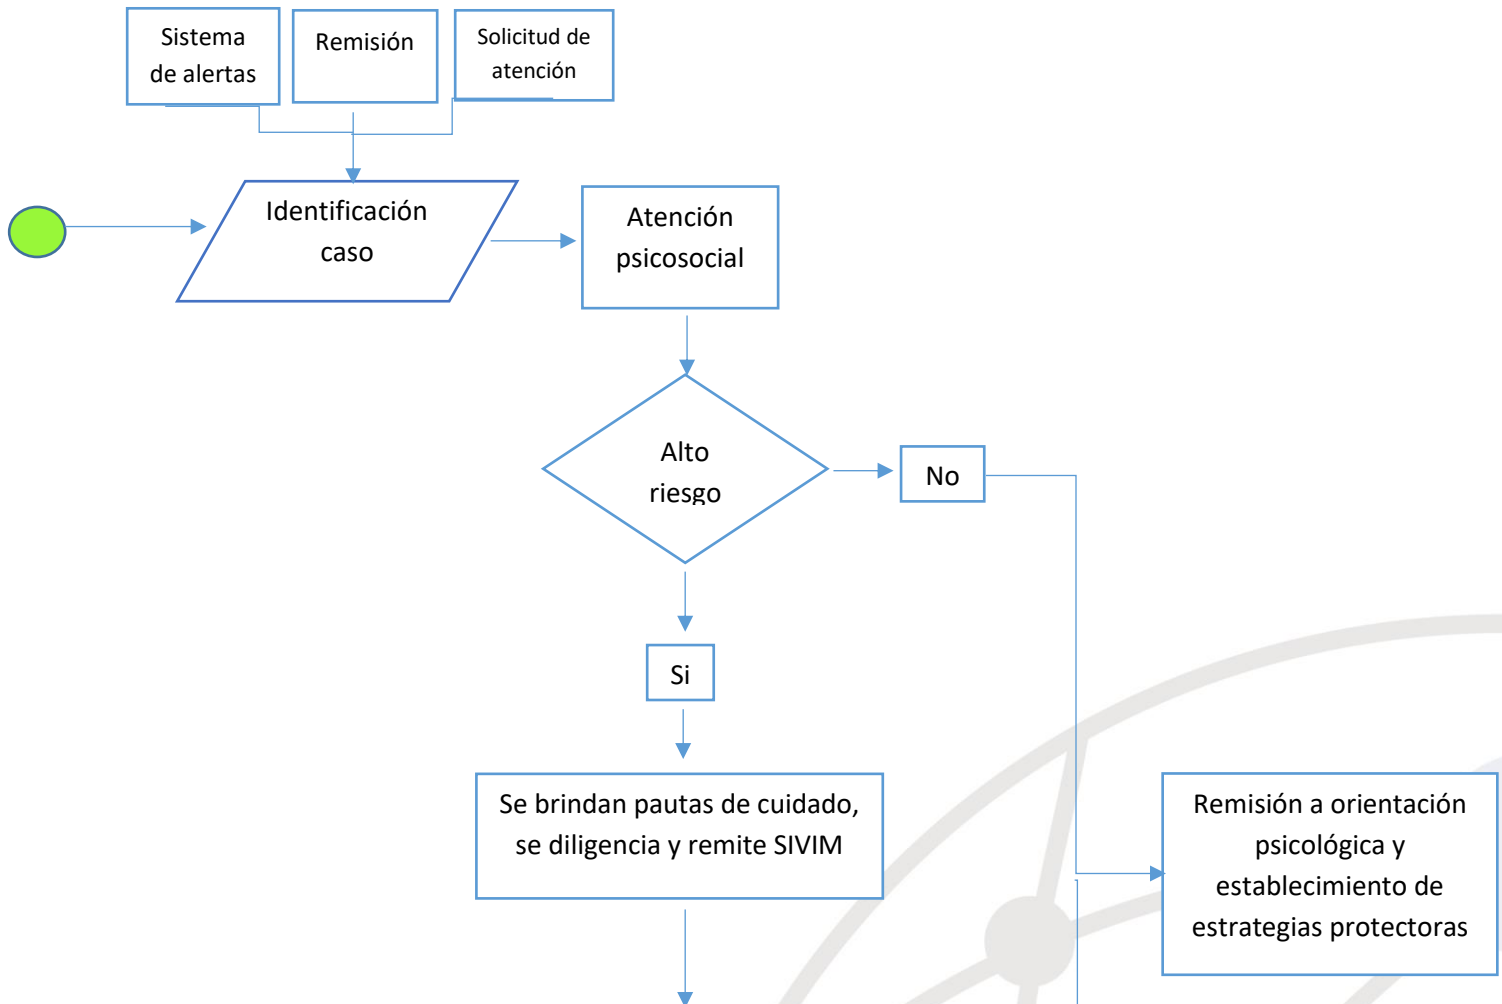 Sistema
de alertas
Remisión
Solicitud de
atención
Identificación
caso
Atención
psicosocial
Alto
riesgo
No
Si
Se brindan pautas de cuidado,
se diligencia y remite SIVIM
Remisión a orientación
psicológica y
establecimiento de
estrategias protectoras